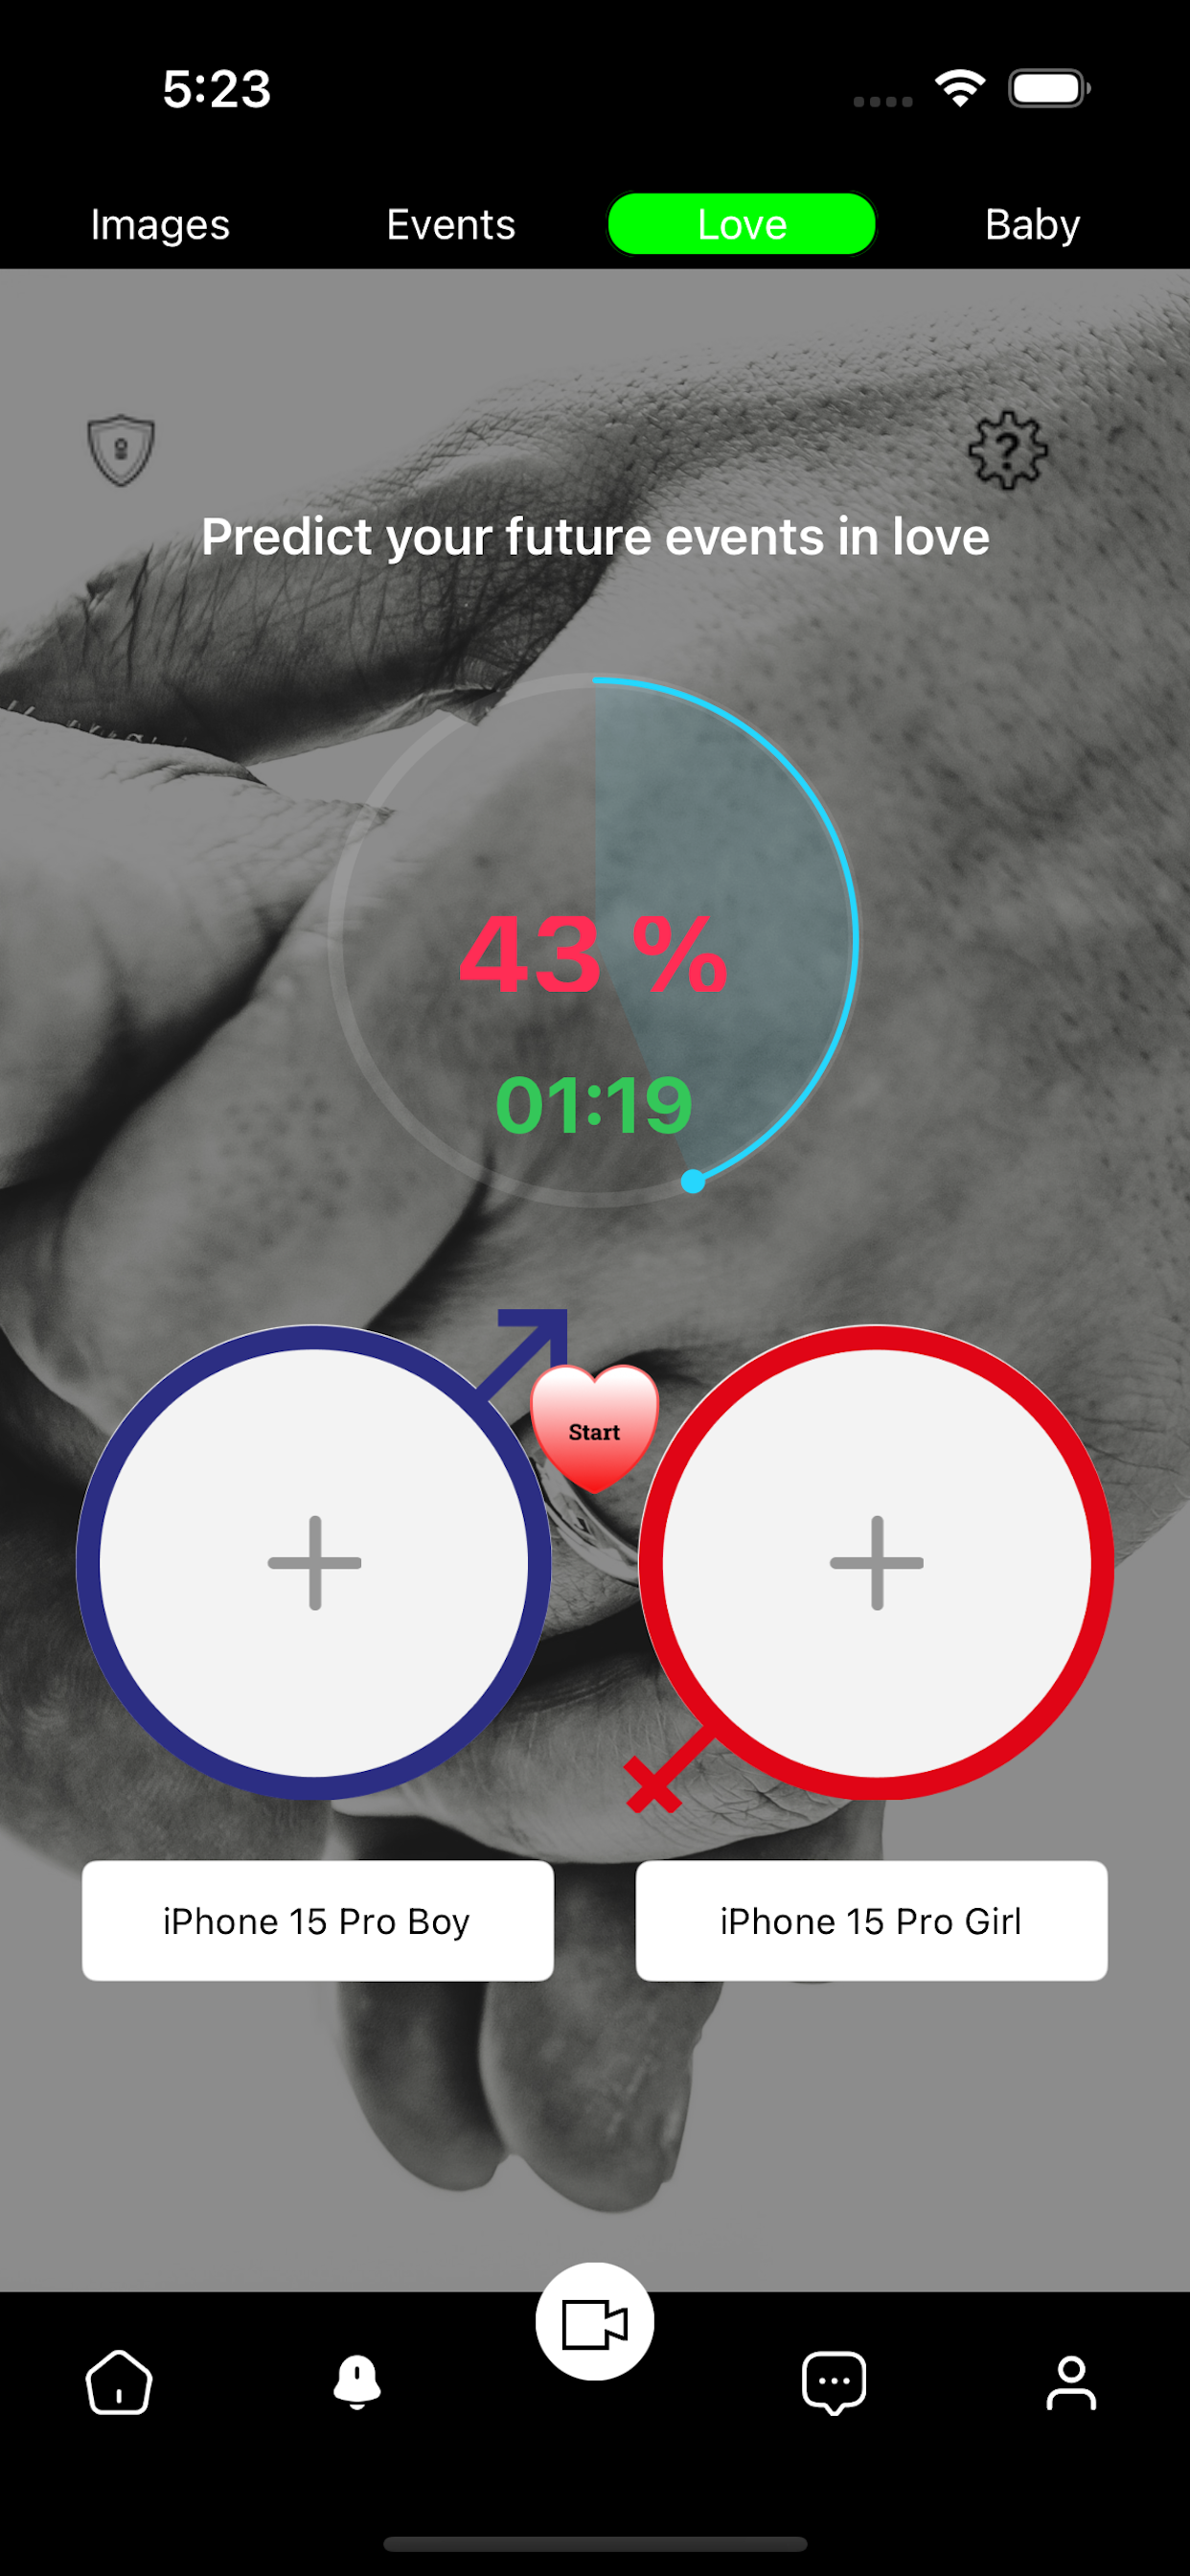 5:23
Images Events Love Baby
?
Predict your future events in love
43 %
01:19
Start
iPhone 15 Pro Boy iPhone 15 Pro Girl